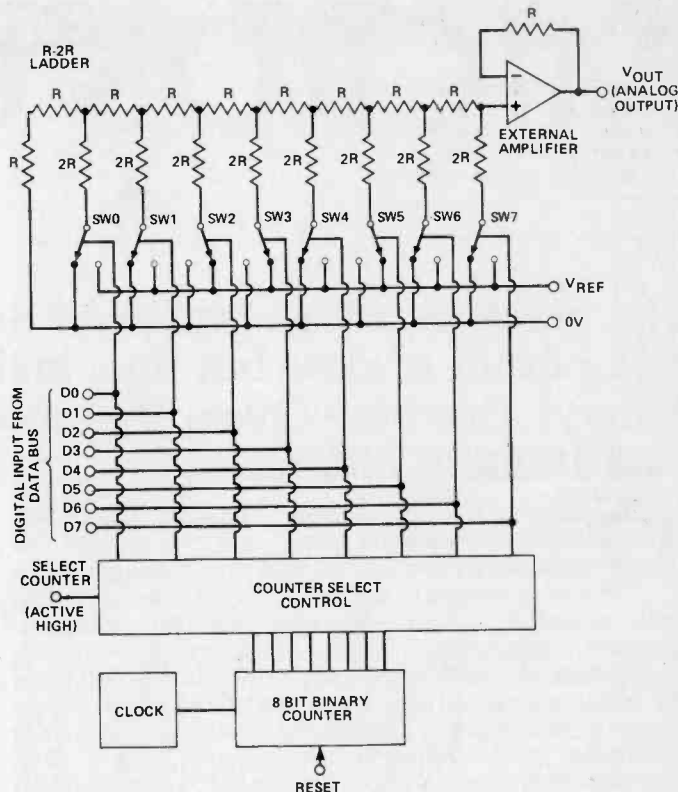 R-2R
LADDER
R
R
R
R
R
R
R
R
R
R
2R
2R
2R
2R
2R
2R
2R
2R
VOUT
(ANALOG
OUTPUT)
EXTERNAL
AMPLIFIER
SW0
SW1
SW2
SW3
SW4
SW5
SW6
SW7
VREF
0V
DIGITAL INPUT FROM
DATA BUS
D0
D1
D2
D3
D4
D5
D6
D7
SELECT
COUNTER
(ACTIVE
HIGH)
COUNTER SELECT
CONTROL
CLOCK
8 BIT BINARY
COUNTER
RESET